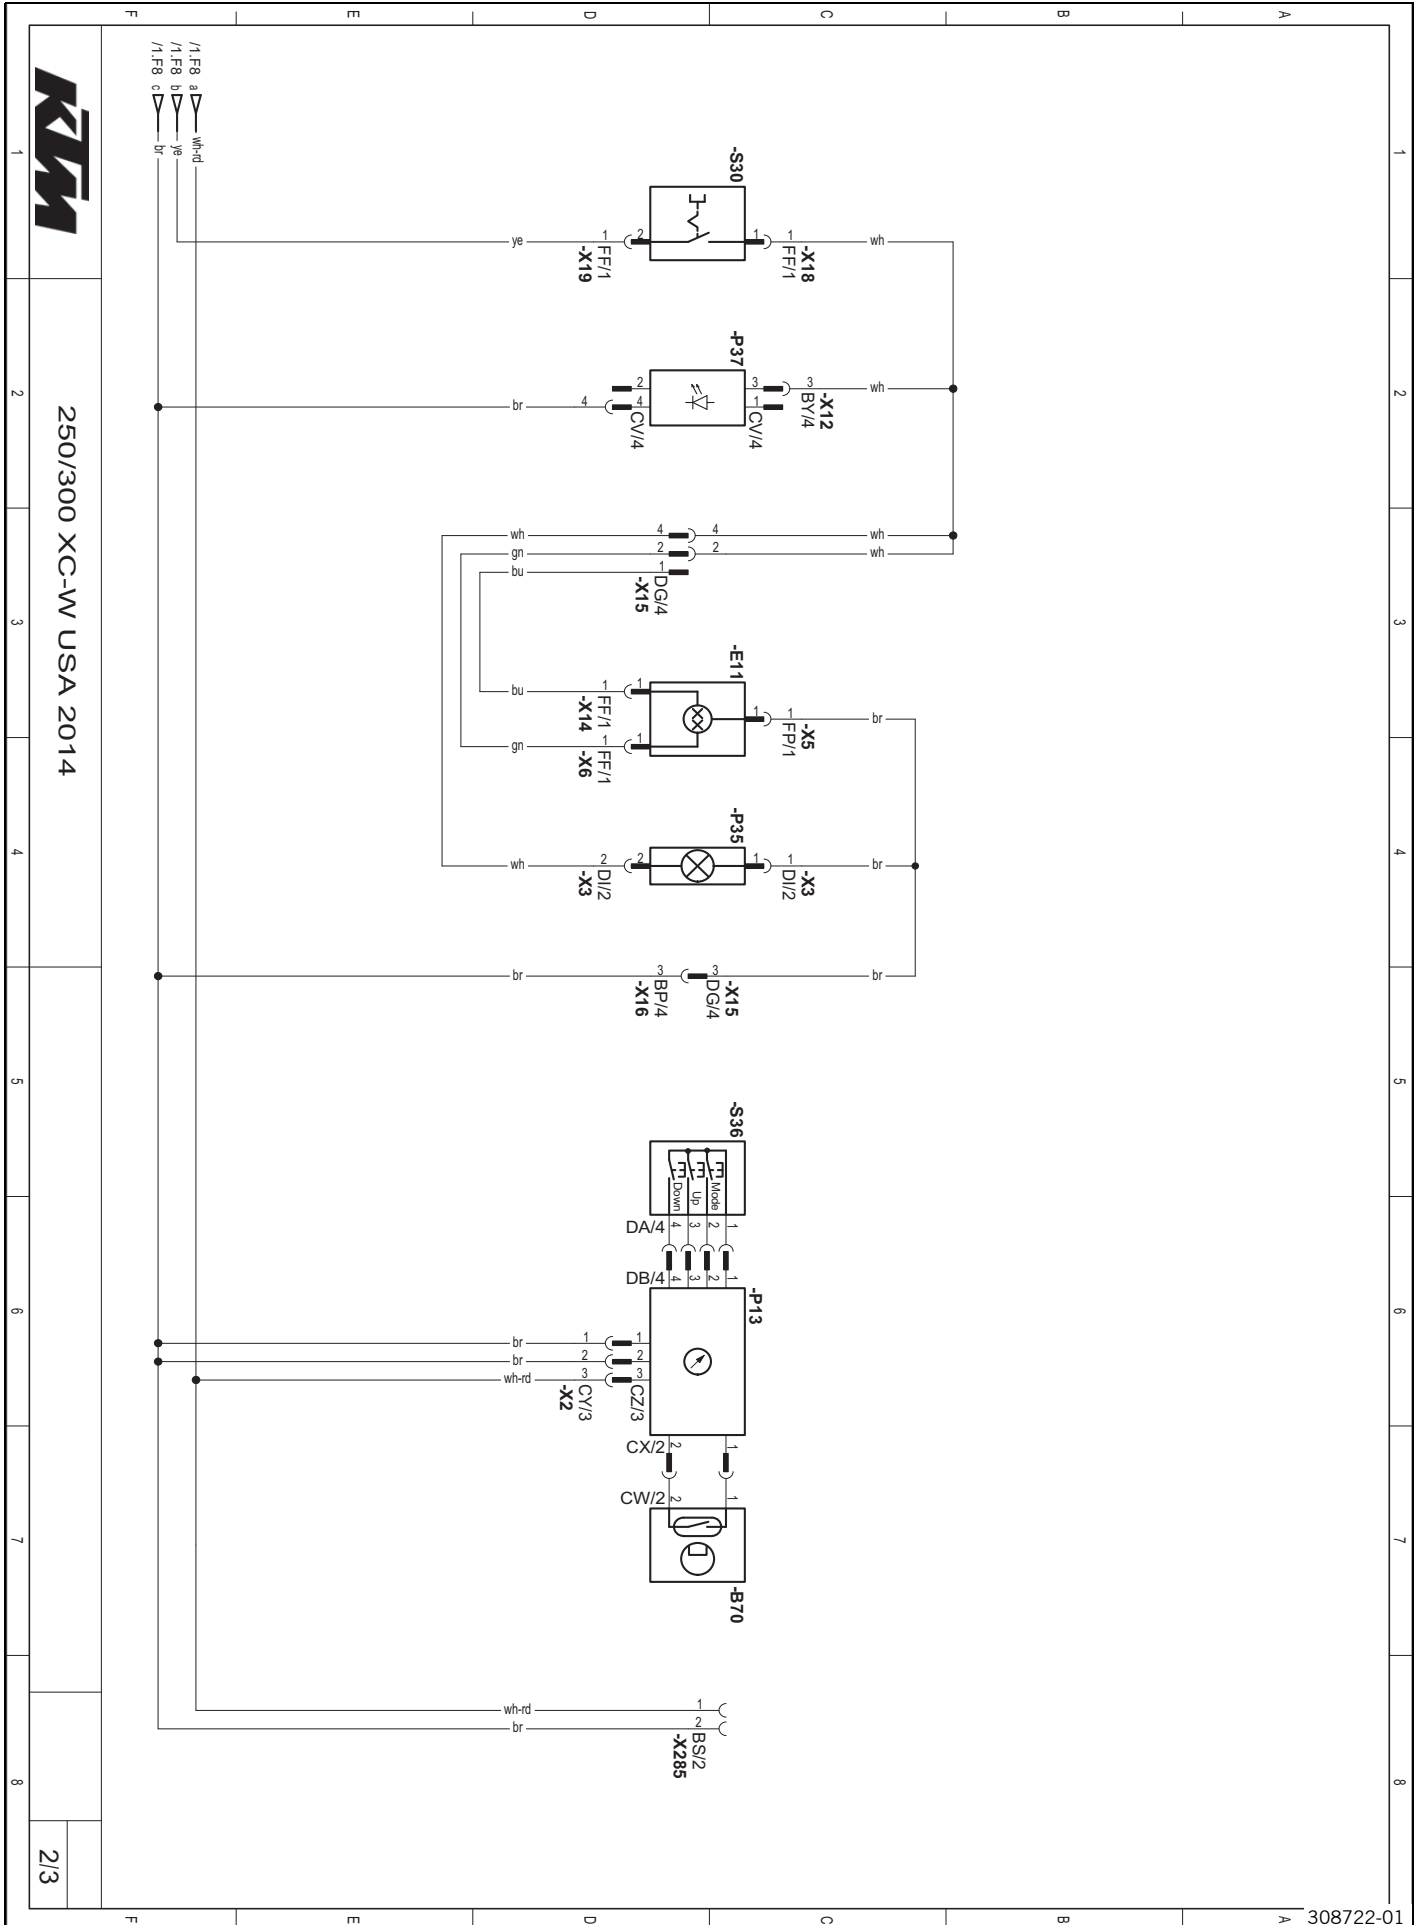 F E D C B A
/1.F8 a
/1.F8 b
/1.F8 c
wh-rd
ye
br
KTM
250/300 XC-W USA 2014
2/3
1 2 3 4 5 6 7 8
1 2 3 4 5 6 7 8
-S30
ye 1 FF/1 -X19 2
1 1 FF/1 -X18 wh
-P37
2
br 4 4 CV/4
3 3 BY/4 -X12 wh
1 CV/4
wh 4 4 wh
gn 2 2 wh
bu 1 DG/4 -X15
-E11
bu 1 FF/1 -X14 1
gn 1 FF/1 -X6 1
1 1 FP/1 -X5 br
-P35
wh 2 DI/2 -X3 2
1 1 DI/2 -X3 br
br 3 BP/4 -X16
3 DG/4 -X15 br
-S36
Mode
Up
Down
DA/4 4 3 2 1
DB/4 4 3 2 1
-P13
br 1 1
br 2 2
wh-rd 3 CY/3 -X2 3 CZ/3
CX/2 2 1
CW/2 2 1
-B70
wh-rd 1
br 2 BS/2 -X285
F E D C B
A
308722-01